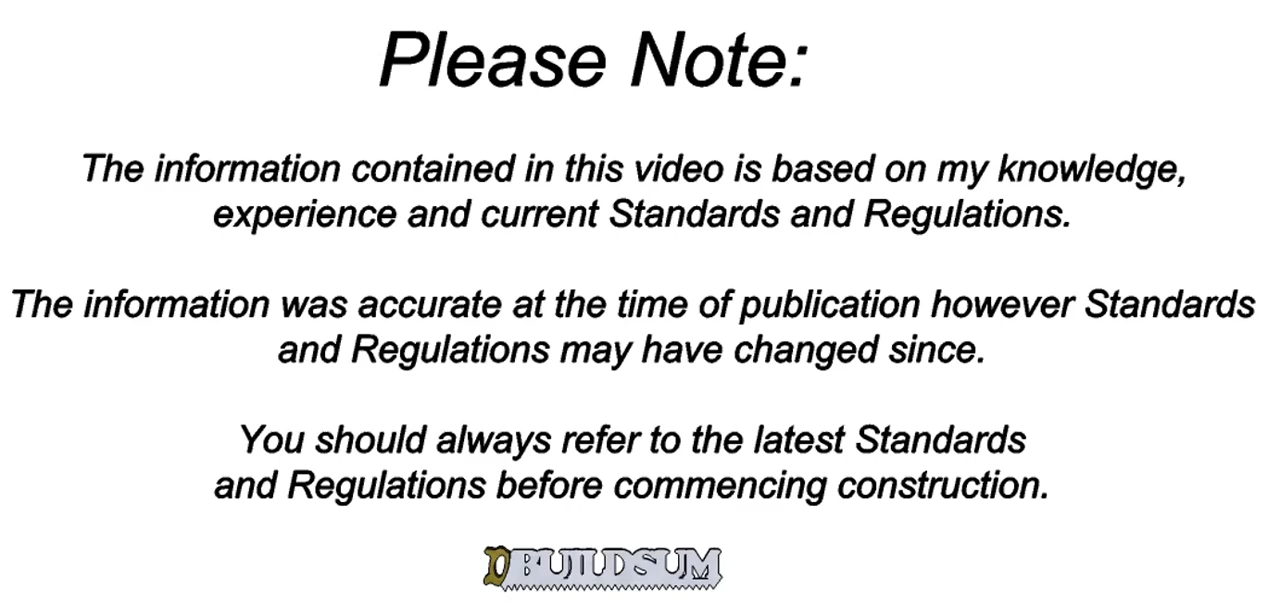 Please Note:
The information contained in this video is based on my knowledge,
experience and current Standards and Regulations.
The information was accurate at the time of publication however Standards
and Regulations may have changed since.
You should always refer to the latest Standards
and Regulations before commencing construction.
BUILDSUM